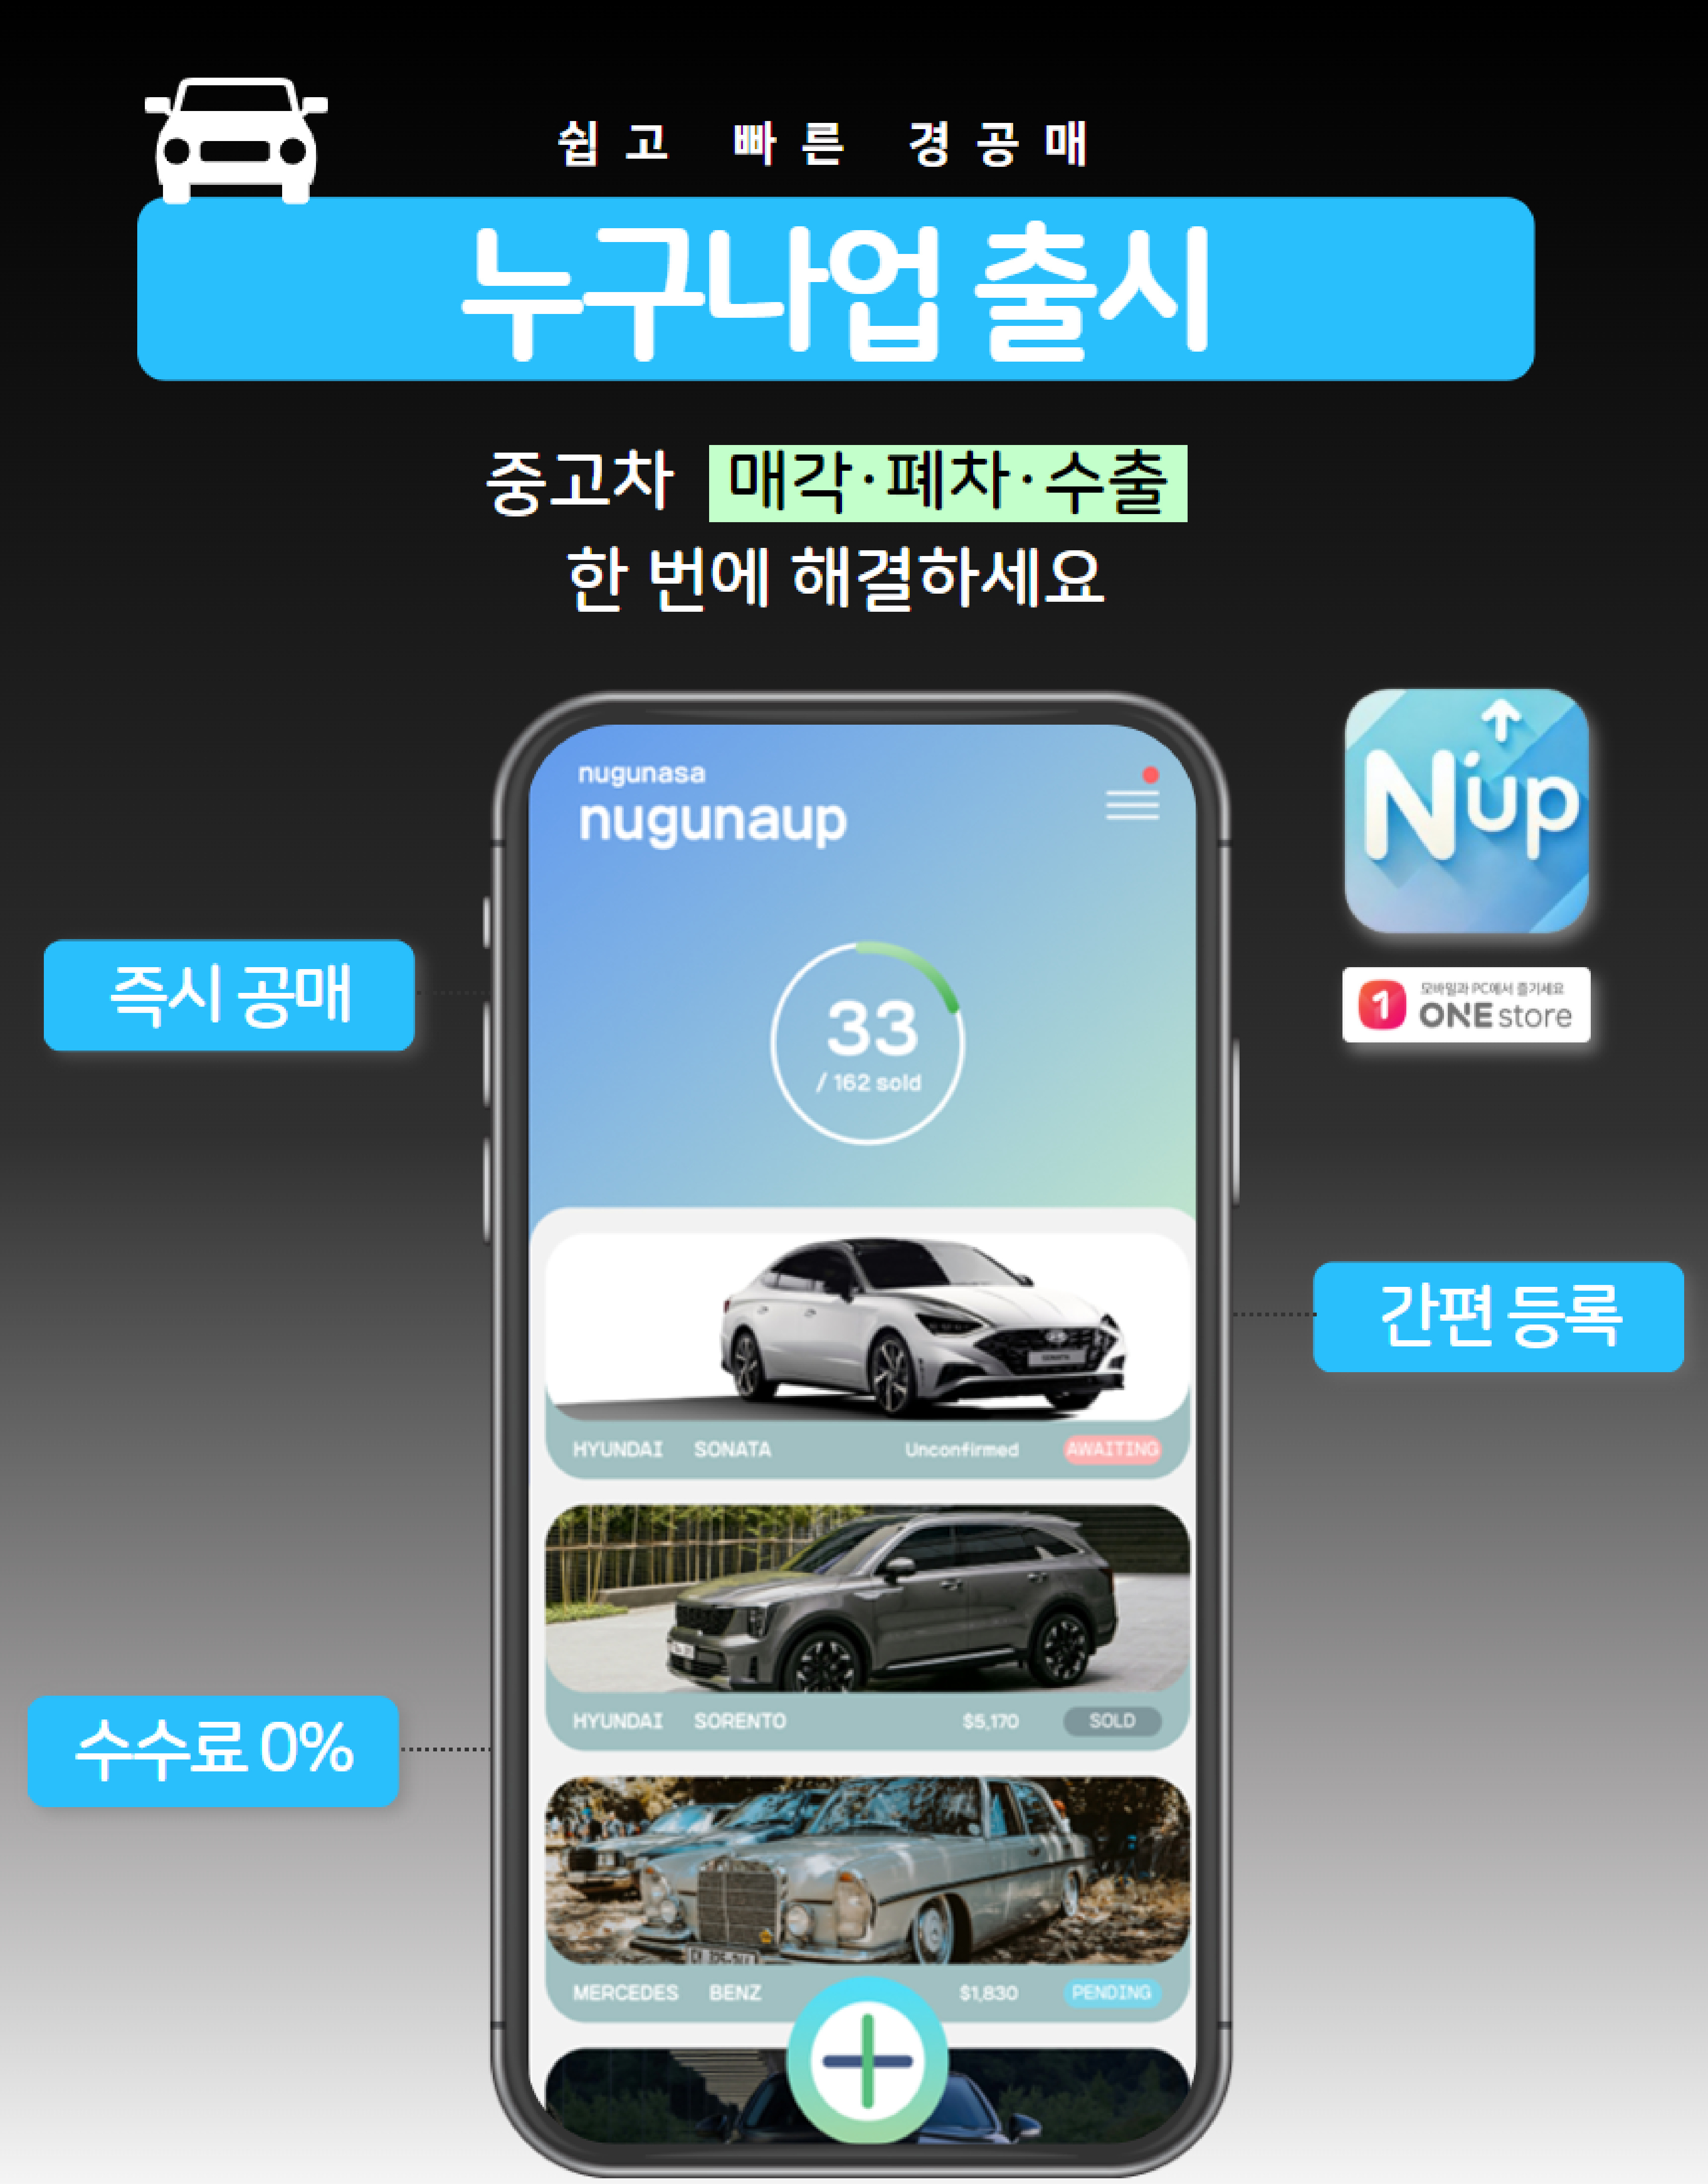 쉽고 빠른 경공매
누구나업 출시
중고차 매각·폐차·수출
한 번에 해결하세요
nugunasa
nugunaup
N'up
즉시 공매
모바일과 PC에서 즐기세요
1 ONE store
33
/ 162 sold
간편 등록
SONATA
HYUNDAI SONATA Unconfirmed AWAITING
HYUNDAI SORENTO $5,170 SOLD
수수료 0%
MERCEDES BENZ $1,830 PENDING